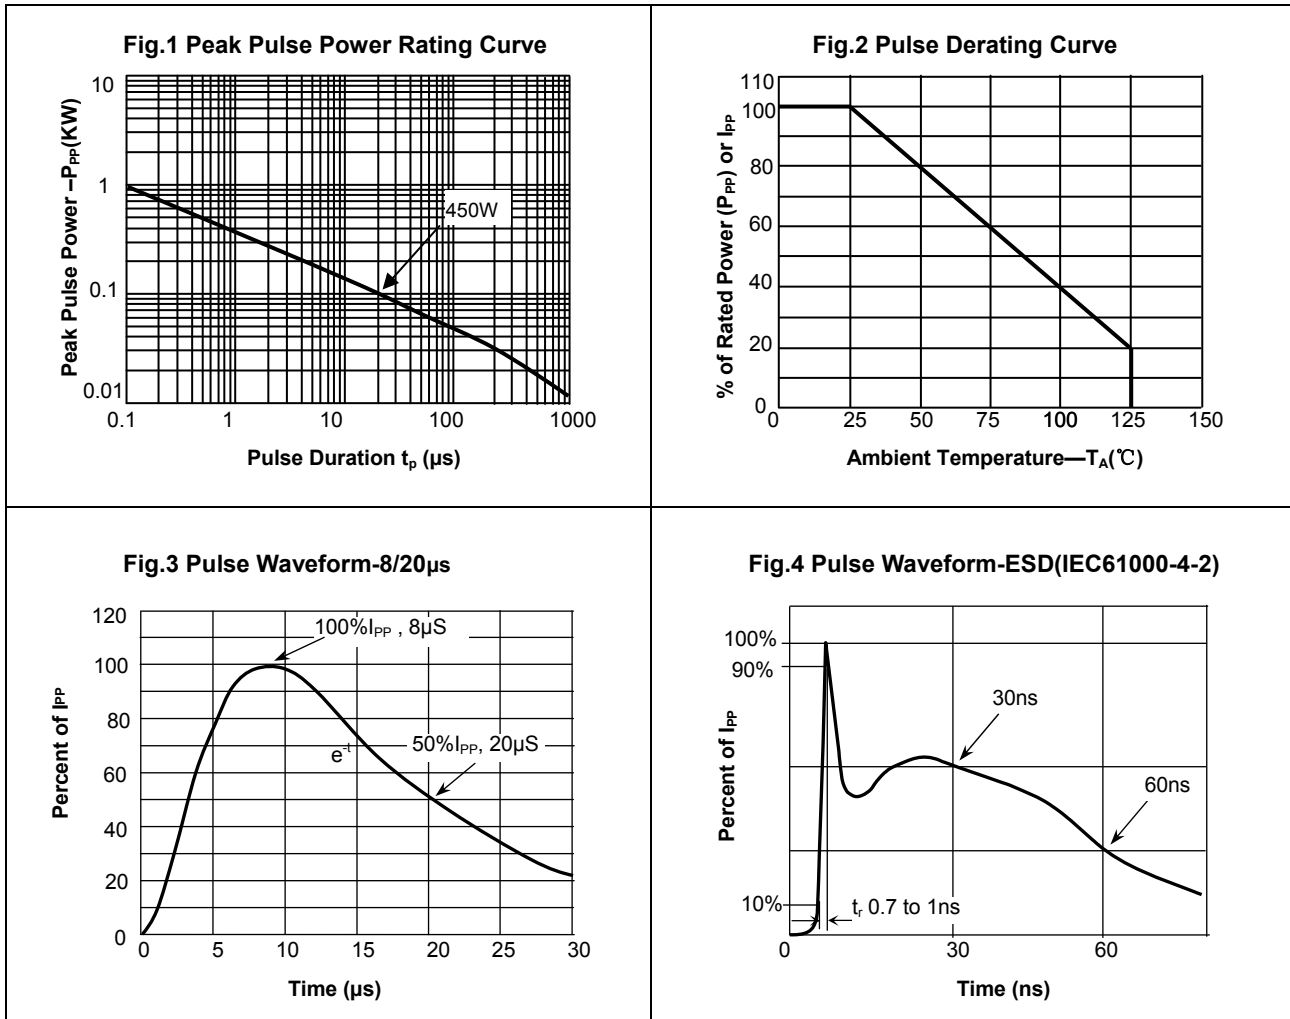 Fig.1 Peak Pulse Power Rating Curve
Peak Pulse Power –PPP(KW)
10
1
0.1
0.01
450W
0.1 1 10 100 1000
Pulse Duration tp (µs)
Fig.2 Pulse Derating Curve
% of Rated Power (PPP) or IPP
110
100
80
60
40
20
0
0 25 50 75 100 125 150
Ambient Temperature—TA(℃)
Fig.3 Pulse Waveform-8/20µs
Percent of IPP
120
100
80
60
40
20
0
100%IPP , 8µS
e-t
50%IPP, 20µS
0 5 10 15 20 25 30
Time (µs)
Fig.4 Pulse Waveform-ESD(IEC61000-4-2)
Percent of IPP
100%
90%
10%
30ns
60ns
tr 0.7 to 1ns
0 30 60
Time (ns)